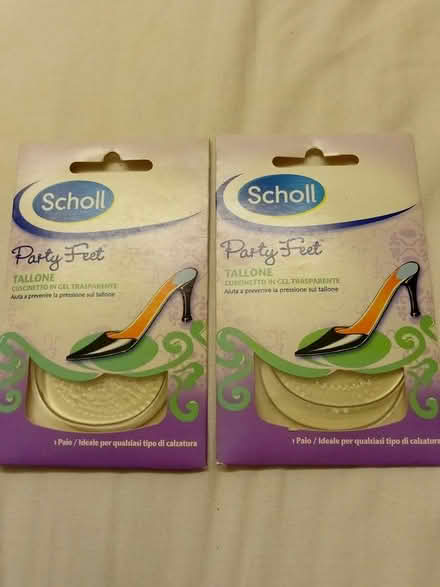 Scholl
Party Feet
TALLONE
CUSCINETTO IN GEL TRASPARENTE
Aiuta a prevenire la pressione sul tallone
1 Paio / Ideale per qualsiasi tipo di calzatura
Scholl
Party Feet
TALLONE
CUSCINETTO IN GEL TRASPARENTE
Aiuta a prevenire la pressione sul tallone
1 Paio / Ideale per qualsiasi tipo di calzatura